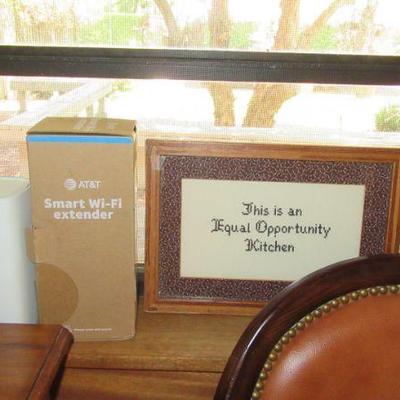 AT&T
Smart Wi-Fi
extender
This is an
Equal Opportunity
Kitchen